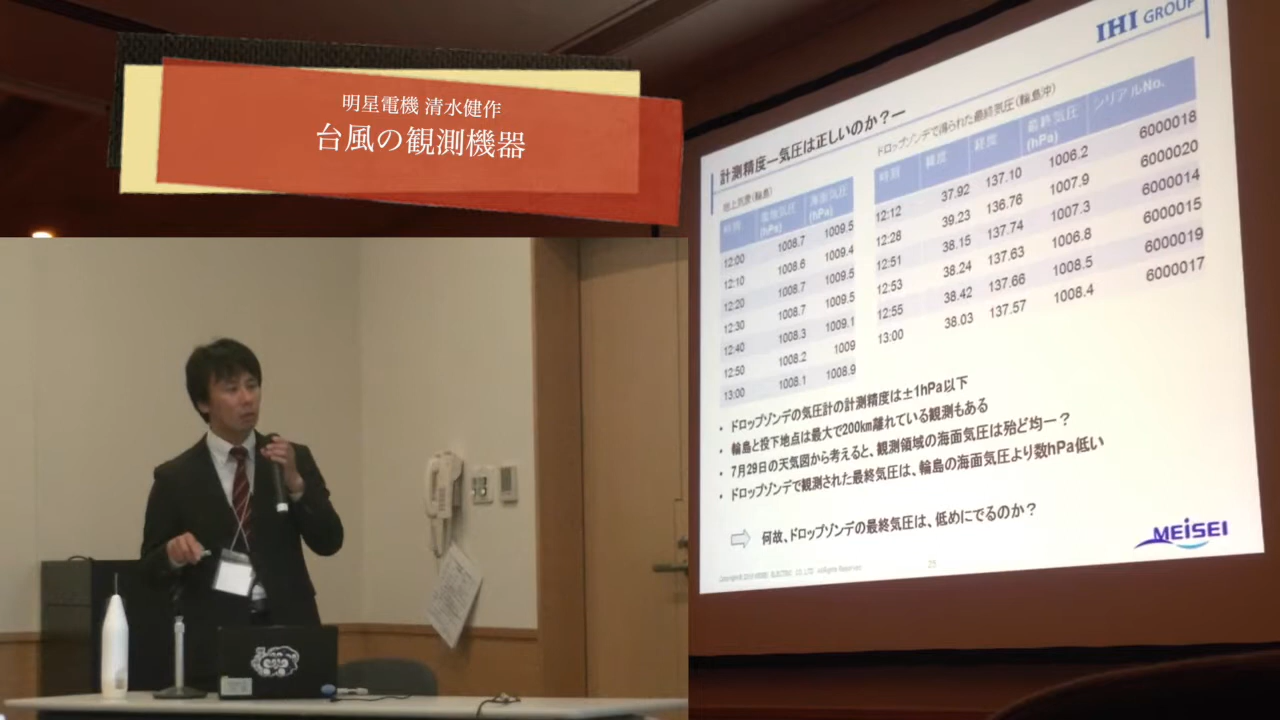 明星電機 清水健作
台風の観測機器
IHI GROUP
計測精度―気圧は正しいのか？―
地上気象(輪島)
時刻 現地気圧(hPa) 海面気圧(hPa)
12:00 1008.7 1009.5
12:10 1008.6 1009.4
12:20 1008.7 1009.5
12:30 1008.7 1009.5
12:40 1008.3 1009.1
12:50 1008.2 1009
13:00 1008.1 1008.9
ドロップゾンデで得られた最終気圧(輪島沖)
時刻 緯度 経度 最終気圧(hPa) シリアルNo.
12:12 37.92 137.10 1006.2 6000018
12:28 39.23 136.76 1007.9 6000020
12:51 38.15 137.74 1007.3 6000014
12:53 38.24 137.63 1006.8 6000015
12:55 38.42 137.66 1008.5 6000019
13:00 38.03 137.57 1008.4 6000017
• ドロップゾンデの気圧計の計測精度は±1hPa以下
• 輪島と投下地点は最大で200km離れている観測もある
• 7月29日の天気図から考えると、観測領域の海面気圧は殆ど均一？
• ドロップゾンデで観測された最終気圧は、輪島の海面気圧より数hPa低い
何故、ドロップゾンデの最終気圧は、低めにでるのか？
MEISEI
25